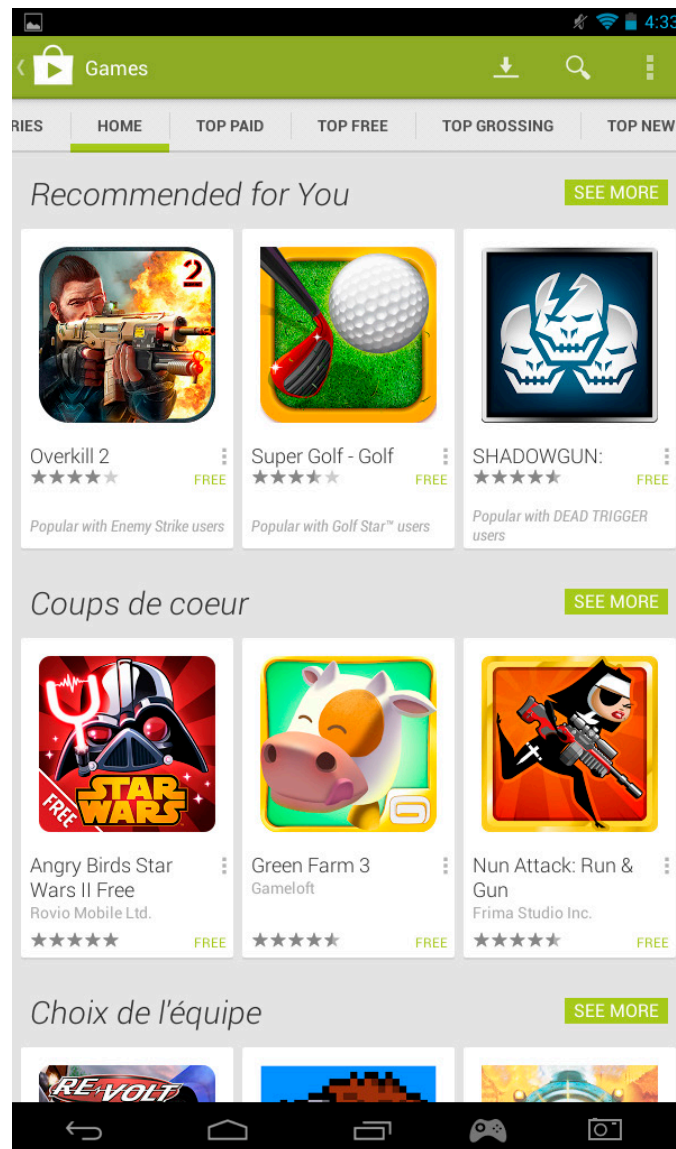 4:33
Games
RIES HOME TOP PAID TOP FREE TOP GROSSING TOP NEW
Recommended for You SEE MORE
2
Overkill 2 Super Golf - Golf SHADOWGUN:
FREE FREE FREE
Popular with Enemy Strike users Popular with Golf Star™ users Popular with DEAD TRIGGER
users
Coups de coeur SEE MORE
STAR
WARS
FREE
Angry Birds Star Green Farm 3 Nun Attack: Run &
Wars II Free Gameloft Gun
Rovio Mobile Ltd. Frima Studio Inc.
FREE FREE FREE
Choix de l'équipe SEE MORE
RE-VOLT